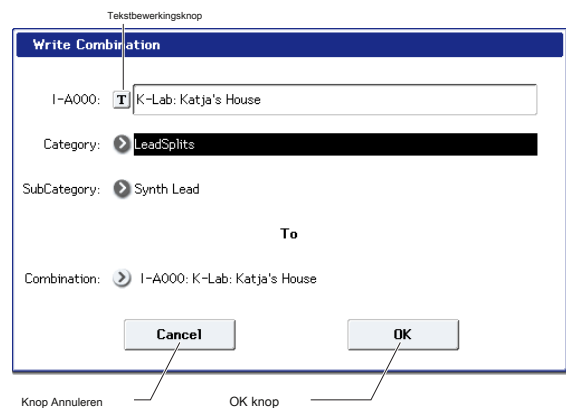 Tekstbewerkingsknop
Write Combination
I-A000: T K-Lab: Katja's House
Category: LeadSplits
SubCategory: Synth Lead
To
Combination: I-A000: K-Lab: Katja's House
Cancel OK
Knop Annuleren OK knop